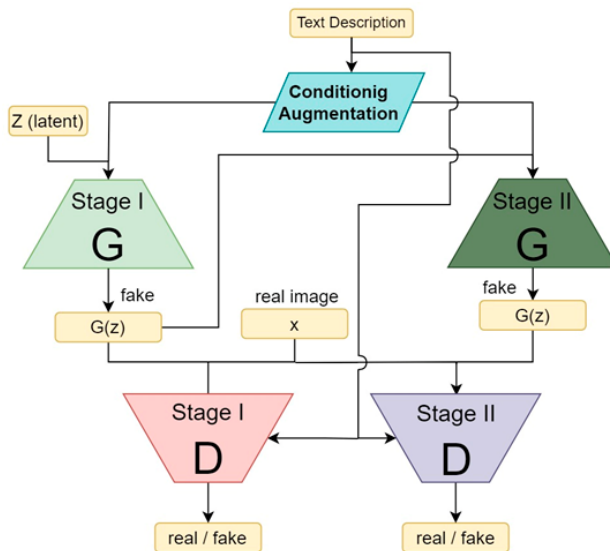 Text Description
Conditionig
Augmentation
Z (latent)
Stage I
G
Stage II
G
fake
real image
fake
G(z)
x
G(z)
Stage I
D
Stage II
D
real / fake
real / fake